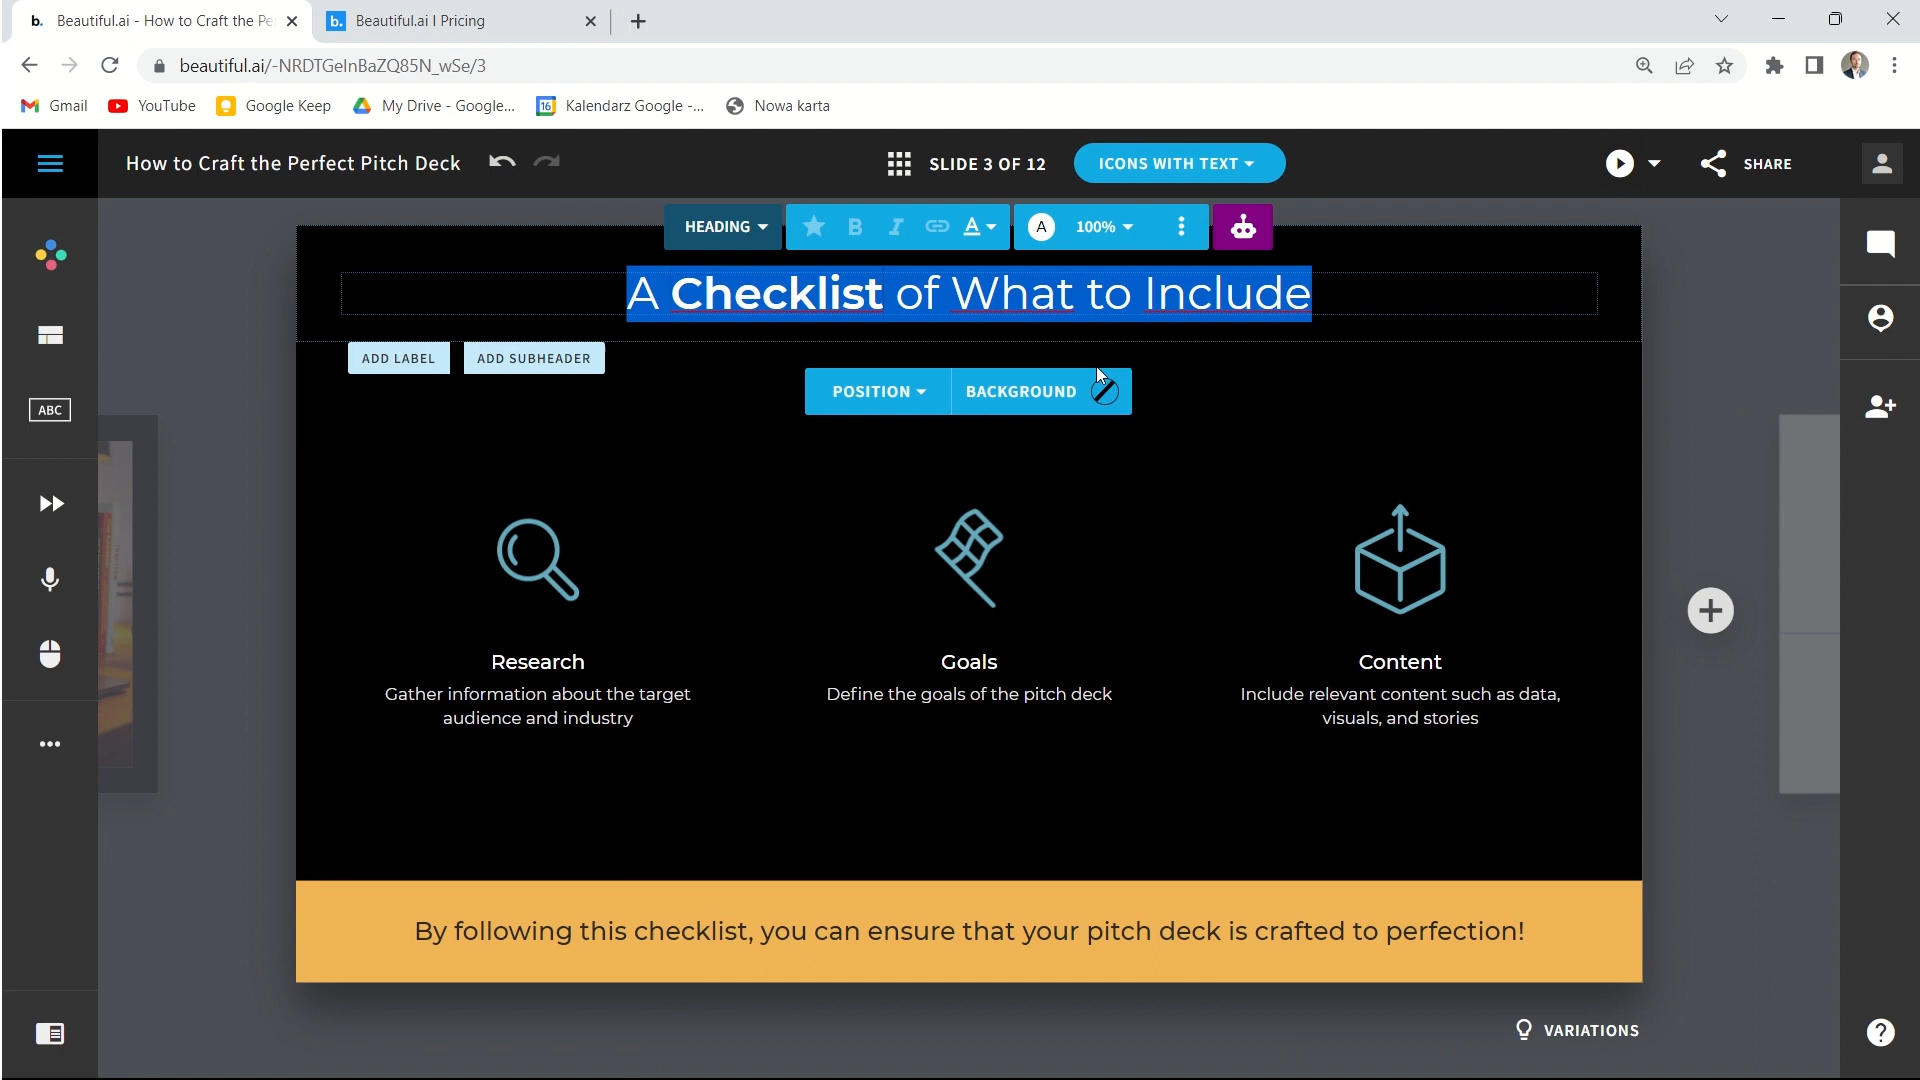 b. Beautiful.ai - How to Craft the Pe
b. Beautiful.ai | Pricing
beautiful.ai/-NRDTGelnBaZQ85N_wSe/3
Gmail YouTube Google Keep My Drive - Google... 16 Kalendarz Google -... Nowa karta
How to Craft the Perfect Pitch Deck
SLIDE 3 OF 12
ICONS WITH TEXT
SHARE
HEADING B I A A 100%
A Checklist of What to Include
ADD LABEL ADD SUBHEADER
POSITION BACKGROUND
ABC
Research
Gather information about the target
audience and industry
Goals
Define the goals of the pitch deck
Content
Include relevant content such as data,
visuals, and stories
By following this checklist, you can ensure that your pitch deck is crafted to perfection!
VARIATIONS